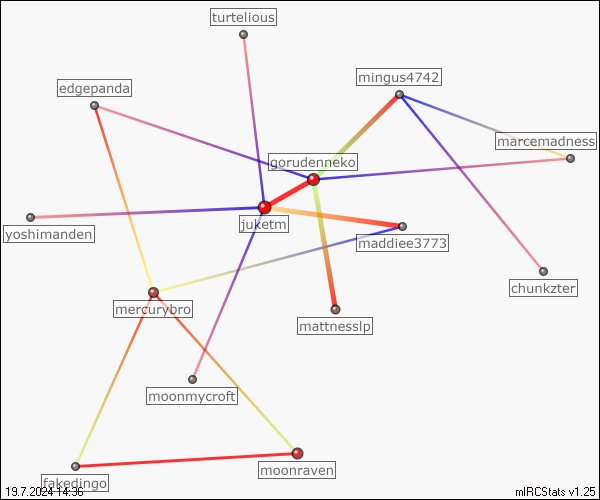 turtelious
mingus4742
edgepanda
marcemadness
gorudenneko
juketm
yoshimanden
maddiee3773
chunkzter
mercurybro
mattnesslp
moonmycroft
moonraven
fakedingo
19.7.2024 14:36
mIRCStats v1.25